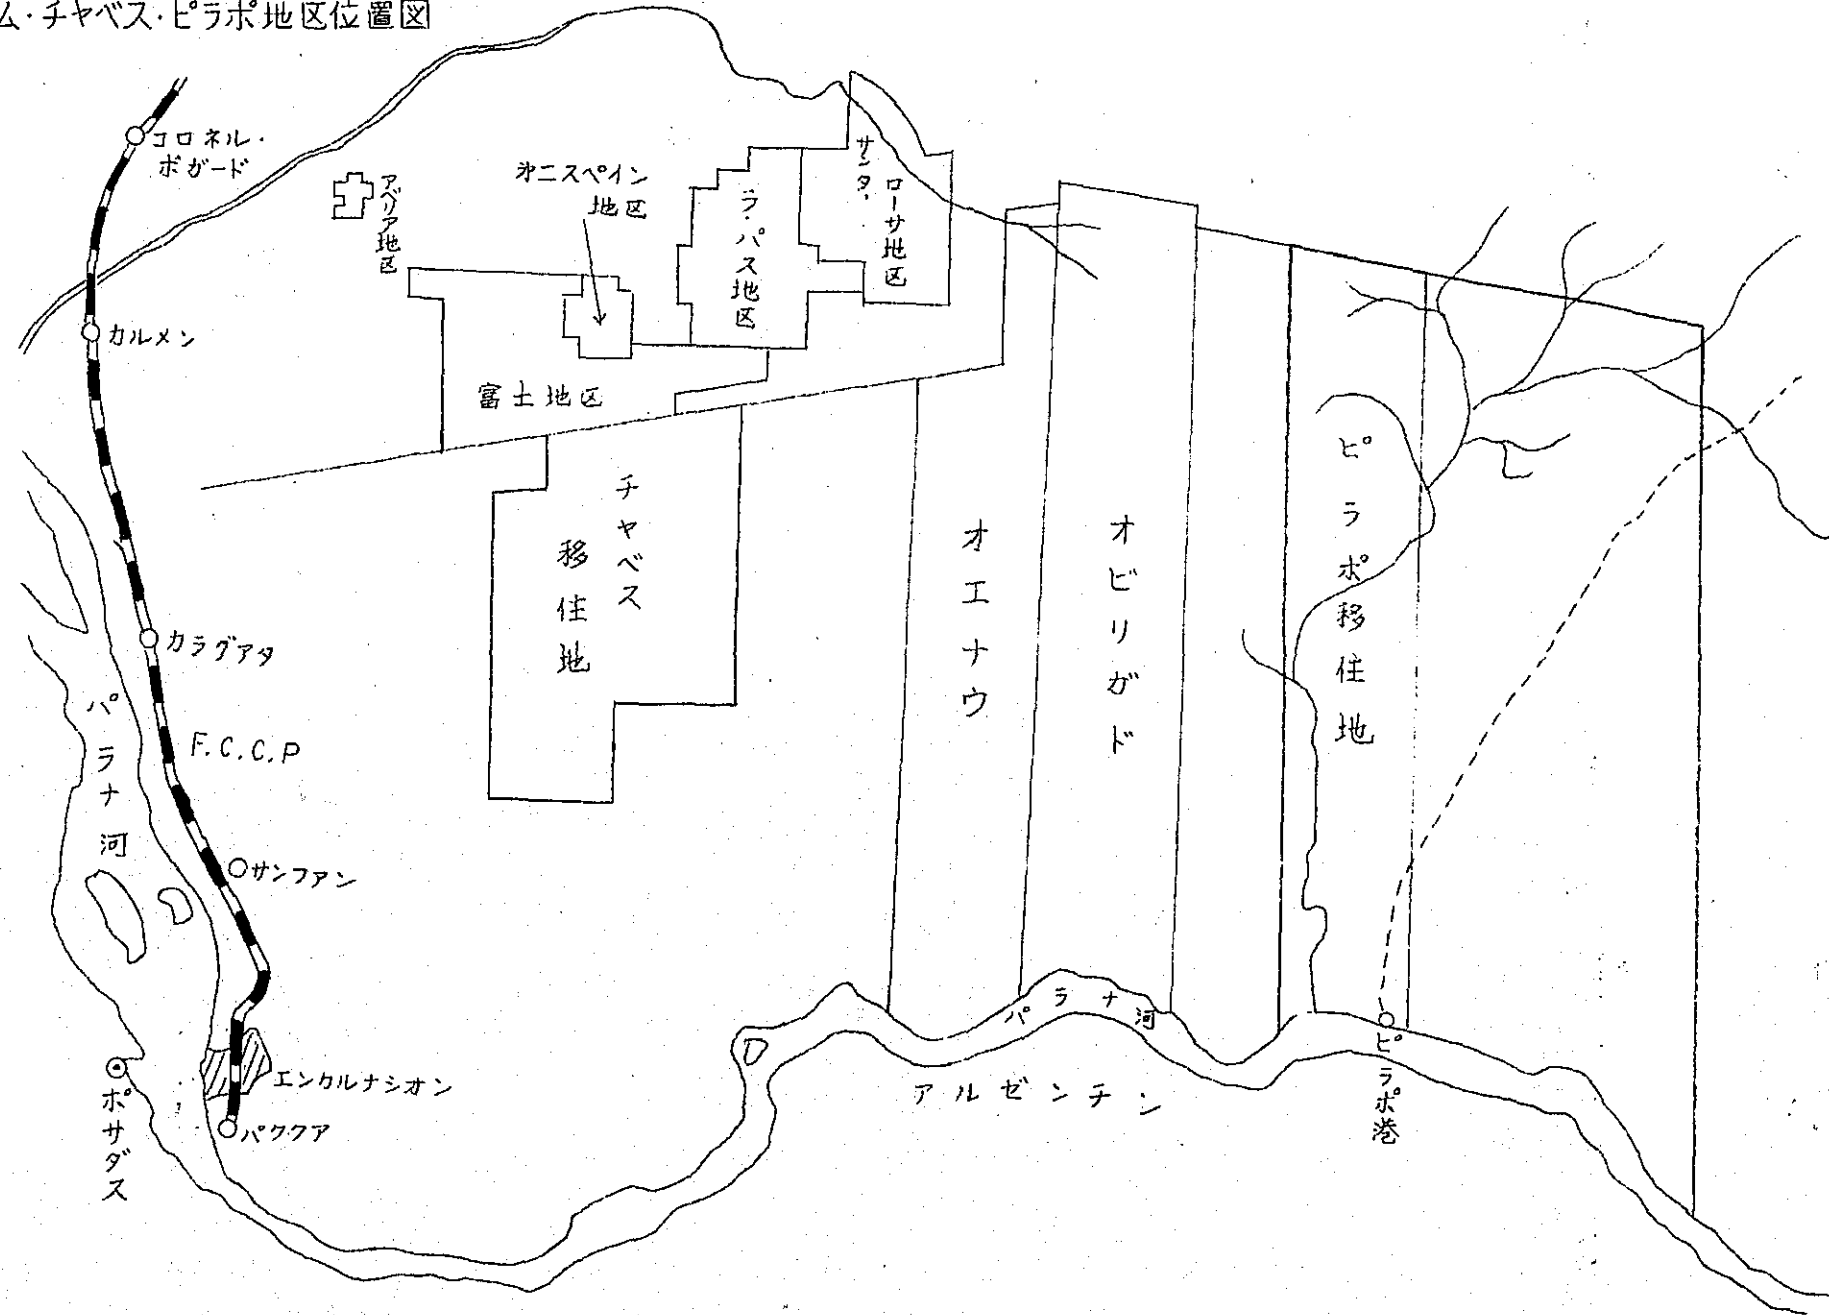 ム・チャベス・ピラポ地区位置図
コロネル・
ボガード
アベリア地区
才二スペイン
地区
ラ・パス地区
サンタ・
ローサ地区
カルメン
富士地区
チャベス
移住地
オエナウ
オビリガド
ピラポ移住地
カラグアタ
パラナ河
F.C.C.P
サンファン
パラナ河
ピラポ港
ポサダス
エンカルナシオン
パククア
アルゼンチン